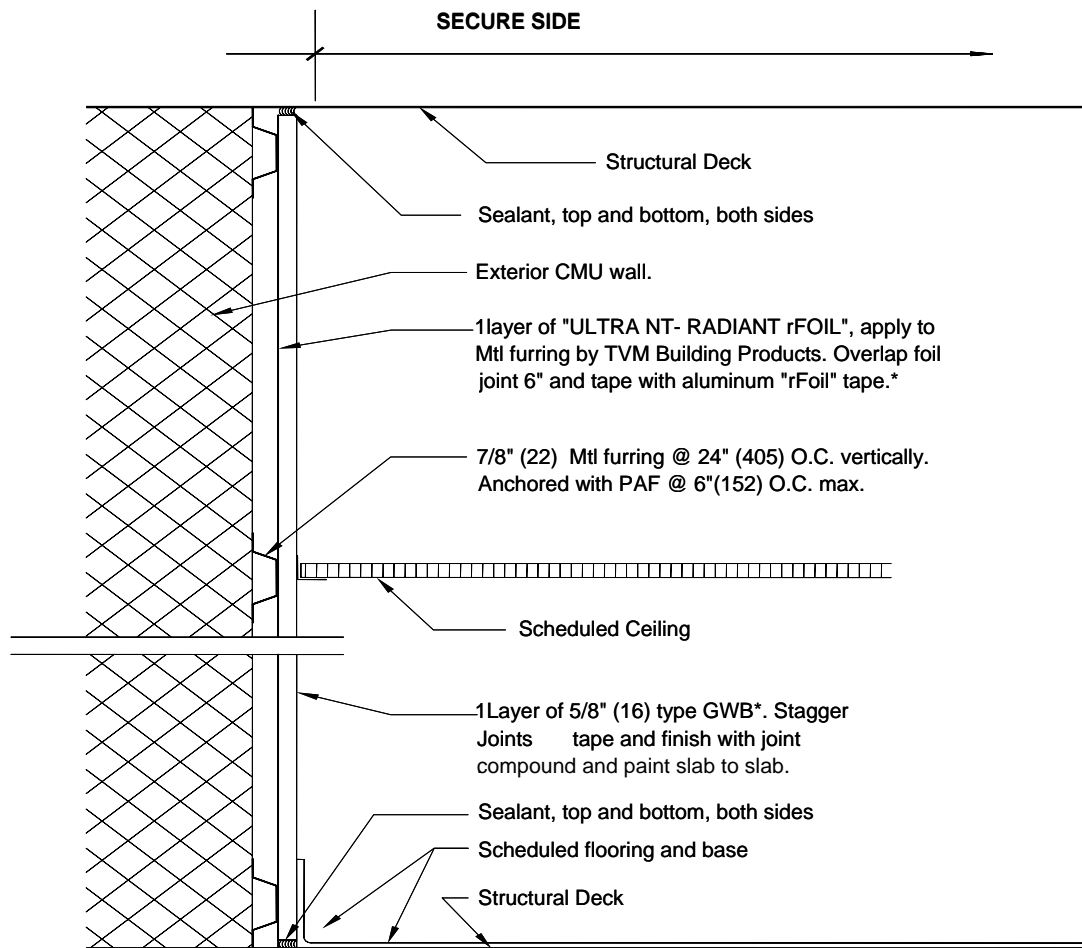 SECURE SIDE
Structural Deck
Sealant, top and bottom, both sides
Exterior CMU wall.
1layer of "ULTRA NT- RADIANT rFOIL", apply to
Mtl furring by TVM Building Products. Overlap foil
joint 6" and tape with aluminum "rFoil" tape.*
7/8" (22) Mtl furring @ 24" (405) O.C. vertically.
Anchored with PAF @ 6"(152) O.C. max.
Scheduled Ceiling
1Layer of 5/8" (16) type GWB*. Stagger
Joints tape and finish with joint
compound and paint slab to slab.
Sealant, top and bottom, both sides
Scheduled flooring and base
Structural Deck